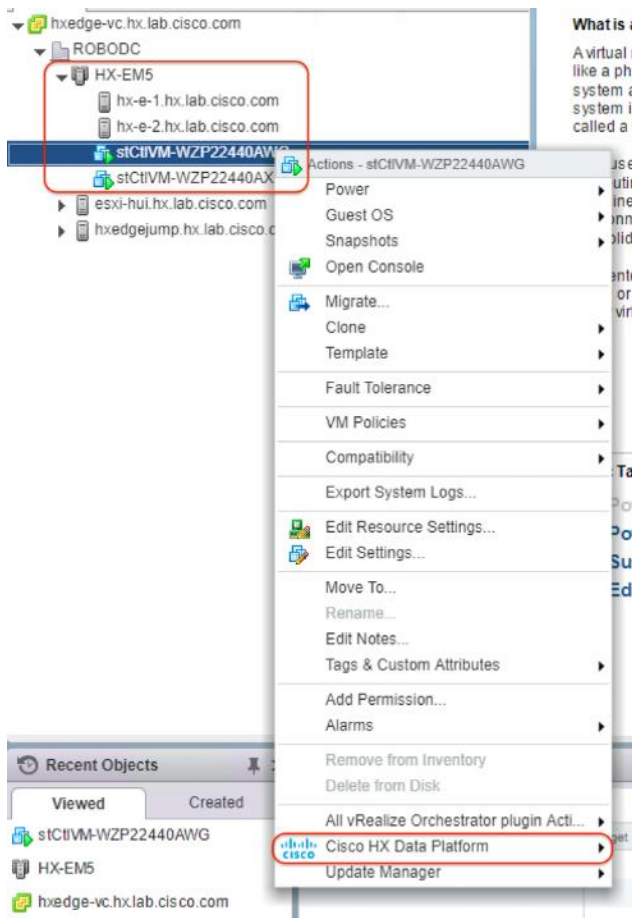 hxedge-vc.hx.lab.cisco.com
ROBODC
HX-EM5
hx-e-1.hx.lab.cisco.com
hx-e-2.hx.lab.cisco.com
stCtlVM-WZP22440AWG
stCtlVM-WZP22440AX
esxi-hui.hx.lab.cisco.com
hxedgejump.hx.lab.cisco.c
What is a
A virtual
like a ph
system a
system i
called a
Actions - stCtlVM-WZP22440AWG
Power
Guest OS
Snapshots
Open Console
Migrate...
Clone
Template
Fault Tolerance
VM Policies
Compatibility
Export System Logs...
Edit Resource Settings...
Edit Settings...
Move To...
Rename...
Edit Notes...
Tags & Custom Attributes
Add Permission...
Alarms
Remove from Inventory
Delete from Disk
All vRealize Orchestrator plugin Acti...
cisco Cisco HX Data Platform
Update Manager
Recent Objects
Viewed Created
stCtlVM-WZP22440AWG
HX-EM5
hxedge-vc.hx.lab.cisco.com